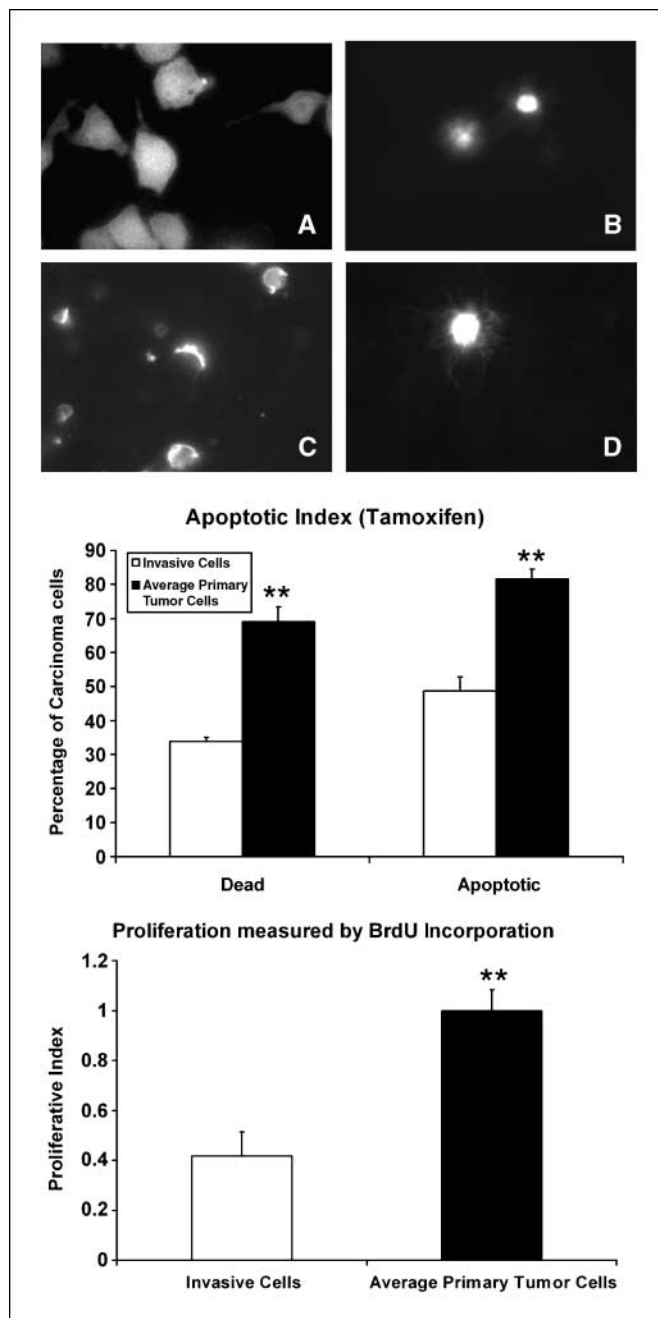 A
B
C
D
Apoptotic Index (Tamoxifen)
Percentage of Carcinoma cells
90
80
70
60
50
40
30
20
10
0
Invasive Cells
Average Primary
Tumor Cells
**
**
Dead
Apoptotic
Proliferation measured by BrdU Incorporation
Proliferative Index
1.2
1
0.8
0.6
0.4
0.2
0
**
Invasive Cells
Average Primary Tumor Cells